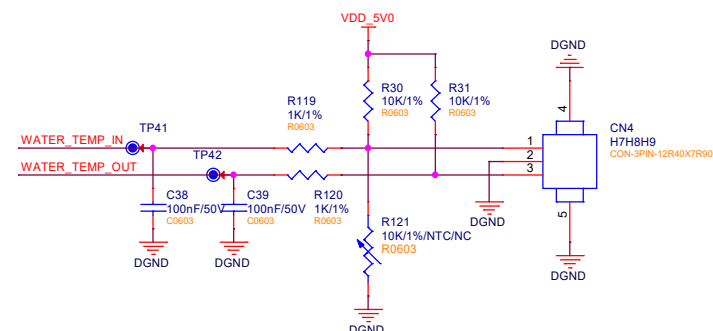 VDD_5V0
DGND
R119
1K/1%
R0603
R30
10K/1%
R0603
R31
10K/1%
R0603
4
CN4
H7H8H9
CON-3PIN-12R40X7R90
TP41
WATER_TEMP_IN
1
2
3
TP42
WATER_TEMP_OUT
C38
100nF/50V
C0603
C39
100nF/50V
C0603
R120
1K/1%
R0603
DGND
5
R121
10K/1%/NTC/NC
R0603
DGND
DGND
DGND
DGND